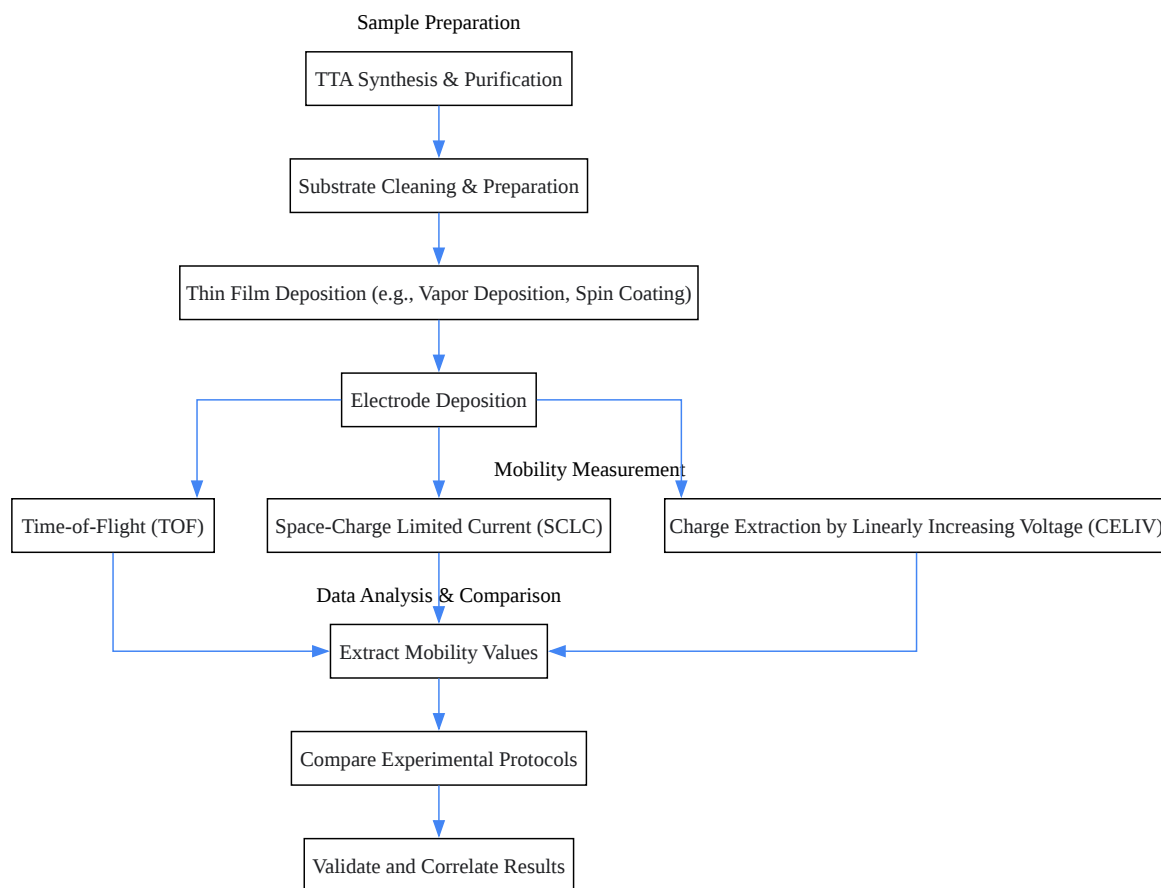 Sample Preparation
TTA Synthesis & Purification
Substrate Cleaning & Preparation
Thin Film Deposition (e.g., Vapor Deposition, Spin Coating)
Electrode Deposition
Mobility Measurement
Time-of-Flight (TOF)
Space-Charge Limited Current (SCLC)
Charge Extraction by Linearly Increasing Voltage (CELIV)
Data Analysis & Comparison
Extract Mobility Values
Compare Experimental Protocols
Validate and Correlate Results